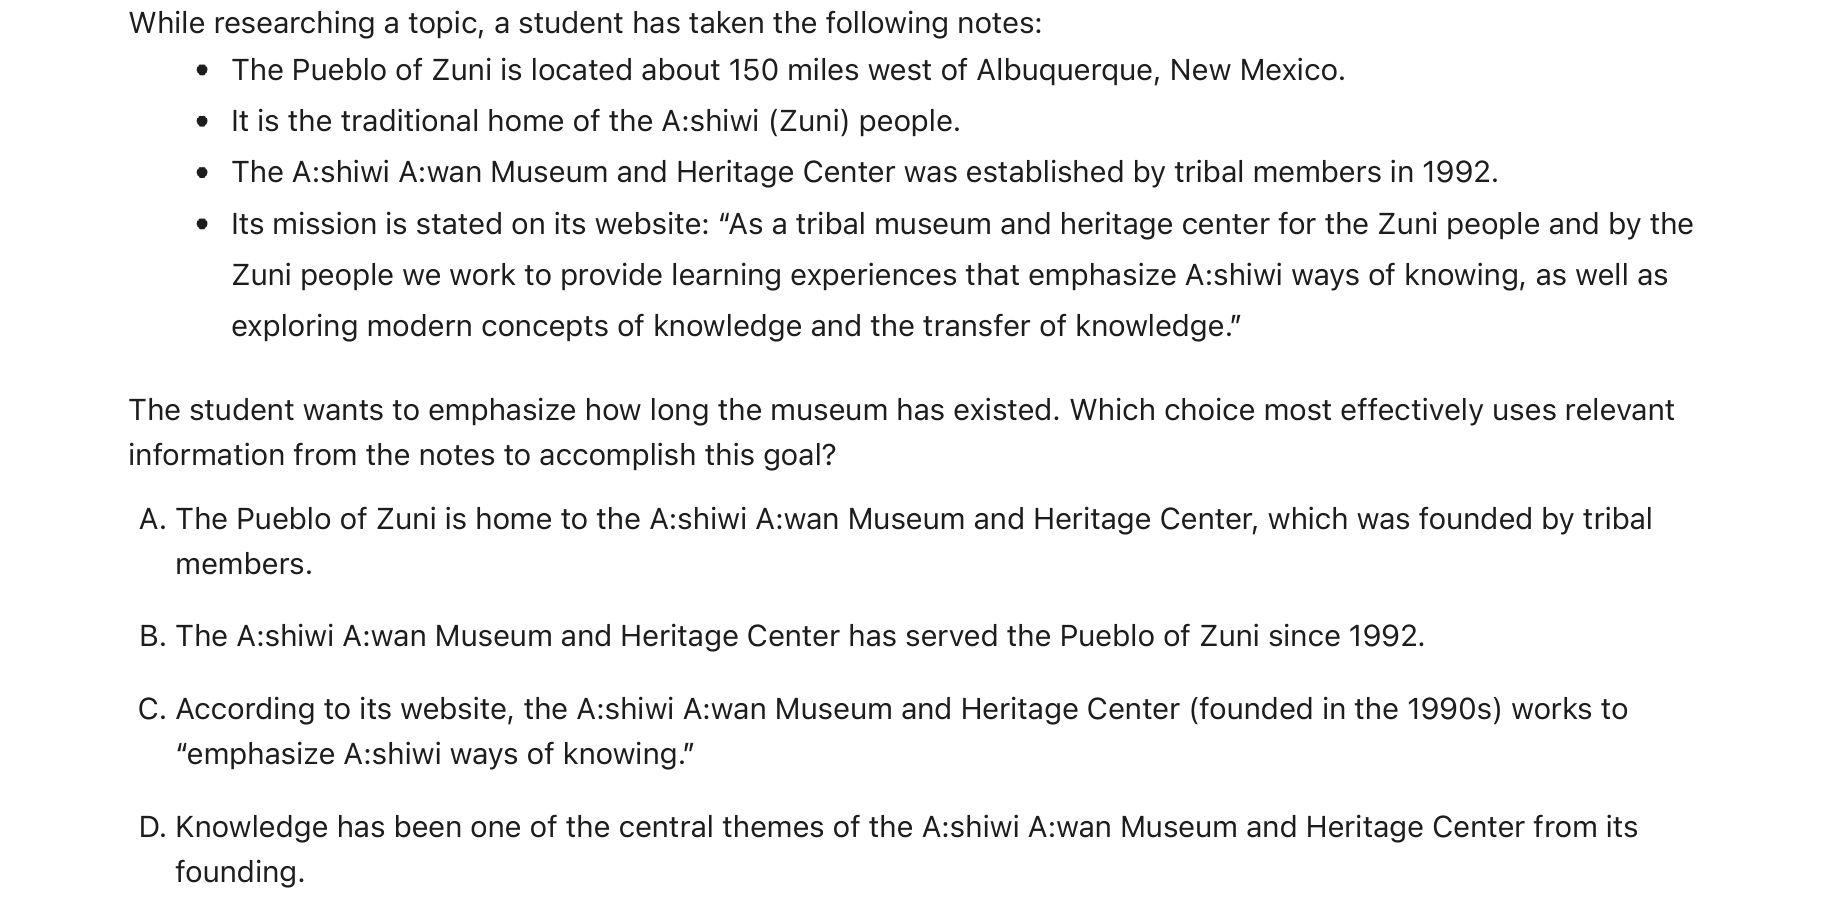 While researching a topic, a student has taken the following notes:
• The Pueblo of Zuni is located about 150 miles west of Albuquerque, New Mexico.
• It is the traditional home of the A:shiwi (Zuni) people.
• The A:shiwi A:wan Museum and Heritage Center was established by tribal members in 1992.
• Its mission is stated on its website: “As a tribal museum and heritage center for the Zuni people and by the
Zuni people we work to provide learning experiences that emphasize A:shiwi ways of knowing, as well as
exploring modern concepts of knowledge and the transfer of knowledge.”
The student wants to emphasize how long the museum has existed. Which choice most effectively uses relevant
information from the notes to accomplish this goal?
A. The Pueblo of Zuni is home to the A:shiwi A:wan Museum and Heritage Center, which was founded by tribal
members.
B. The A:shiwi A:wan Museum and Heritage Center has served the Pueblo of Zuni since 1992.
C. According to its website, the A:shiwi A:wan Museum and Heritage Center (founded in the 1990s) works to
“emphasize A:shiwi ways of knowing.”
D. Knowledge has been one of the central themes of the A:shiwi A:wan Museum and Heritage Center from its
founding.